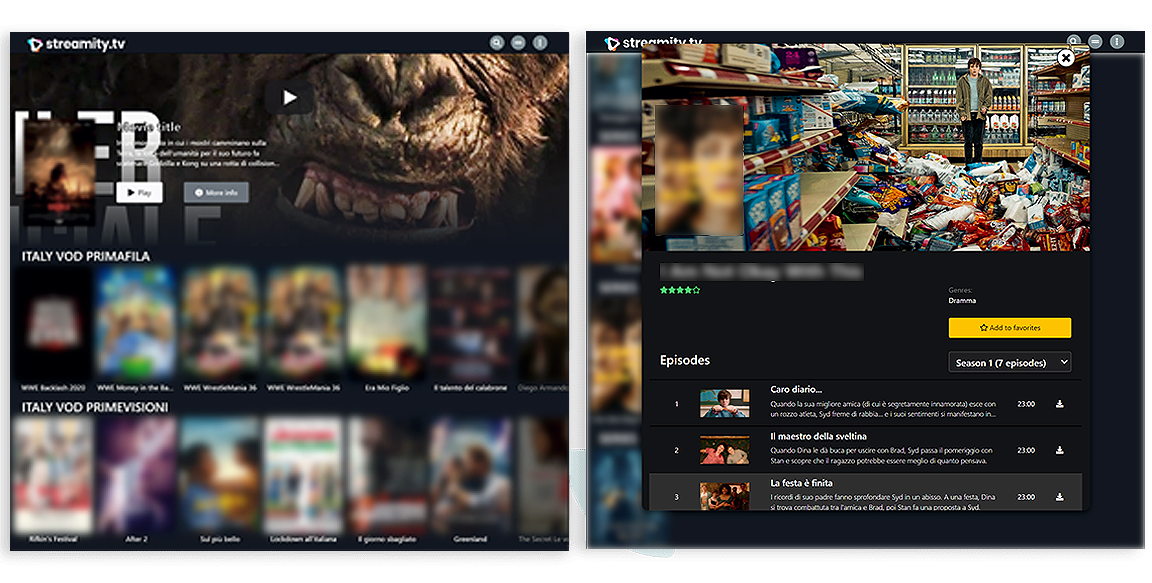 streamity.tv
Movie title
In un momento in cui i mostri camminano sulla
Terra, la lotta dell'umanità per il suo futuro fa
scatenare Godzilla e Kong su una rotta di collision...
Play
More info
ITALY VOD PRIMAFILA
WWE Backlash 2020
WWE Money in the Ba...
WWE WrestleMania 36
WWE WrestleMania 36
Era Mio Figlio
Il talento del calabrone
Diego Armando
ITALY VOD PRIMEVISIONI
Rifkin's Festival
After 2
Sul più bello
Lockdown all'italiana
Il giorno sbagliato
Greenland
The Secret Le v
streamity.tv
I Am Not Okay With This
Genres:
Dramma
Add to favorites
Episodes
Season 1 (7 episodes)
1
Caro diario...
Quando la sua migliore amica (di cui è segretamente innamorata) esce con
un rozzo atleta, Syd freme di rabbia... e i suoi sentimenti si manifestano in...
23:00
2
Il maestro della sveltina
Quando Dina le dà buca per uscire con Brad, Syd passa il pomeriggio con
Stan e scopre che il ragazzo potrebbe essere meglio di quanto pensava.
23:00
3
La festa è finita
I ricordi di suo padre fanno sprofondare Syd in un abisso. A una festa, Dina
si trova combattuta tra l'amica e Brad, poi Stan fa una proposta a Syd.
23:00